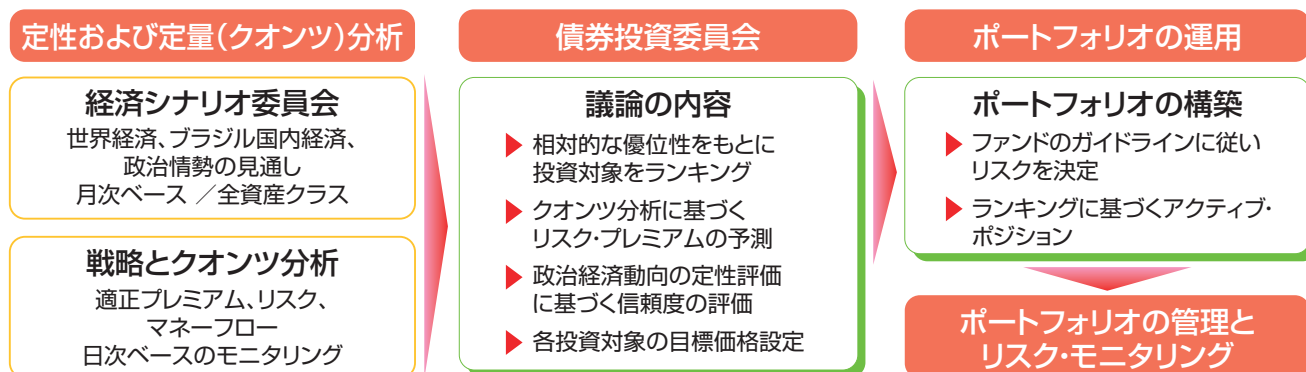 定性および定量(クオンツ)分析
経済シナリオ委員会
世界経済、ブラジル国内経済、
政治情勢の見通し
月次ベース ／全資産クラス
戦略とクオンツ分析
適正プレミアム、リスク、
マネーフロー
日次ベースのモニタリング
債券投資委員会
議論の内容
相対的な優位性をもとに
投資対象をランキング
クオンツ分析に基づく
リスク・プレミアムの予測
政治経済動向の定性評価
に基づく信頼度の評価
各投資対象の目標価格設定
ポートフォリオの運用
ポートフォリオの構築
ファンドのガイドラインに従い
リスクを決定
ランキングに基づくアクティブ・
ポジション
ポートフォリオの管理と
リスク・モニタリング